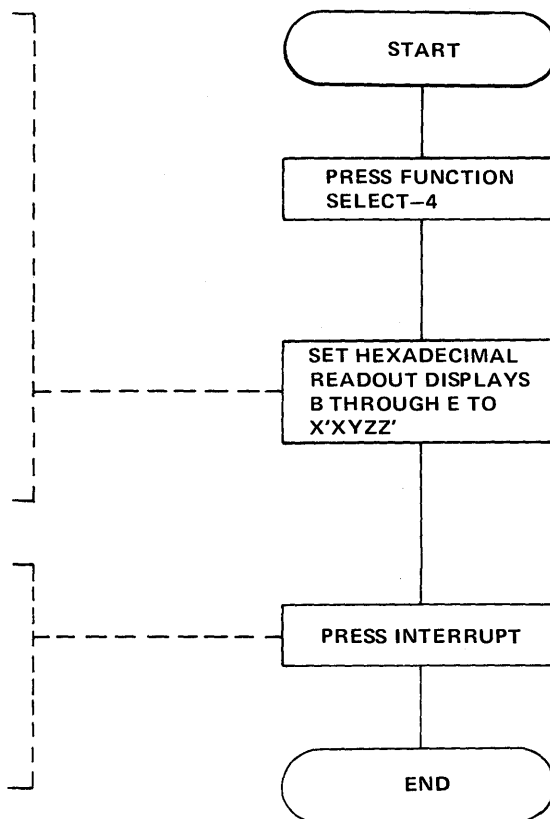 START
PRESS FUNCTION
SELECT–4
SET HEXADECIMAL
READOUT DISPLAYS
B THROUGH E TO
X'XYZZ'
PRESS INTERRUPT
END